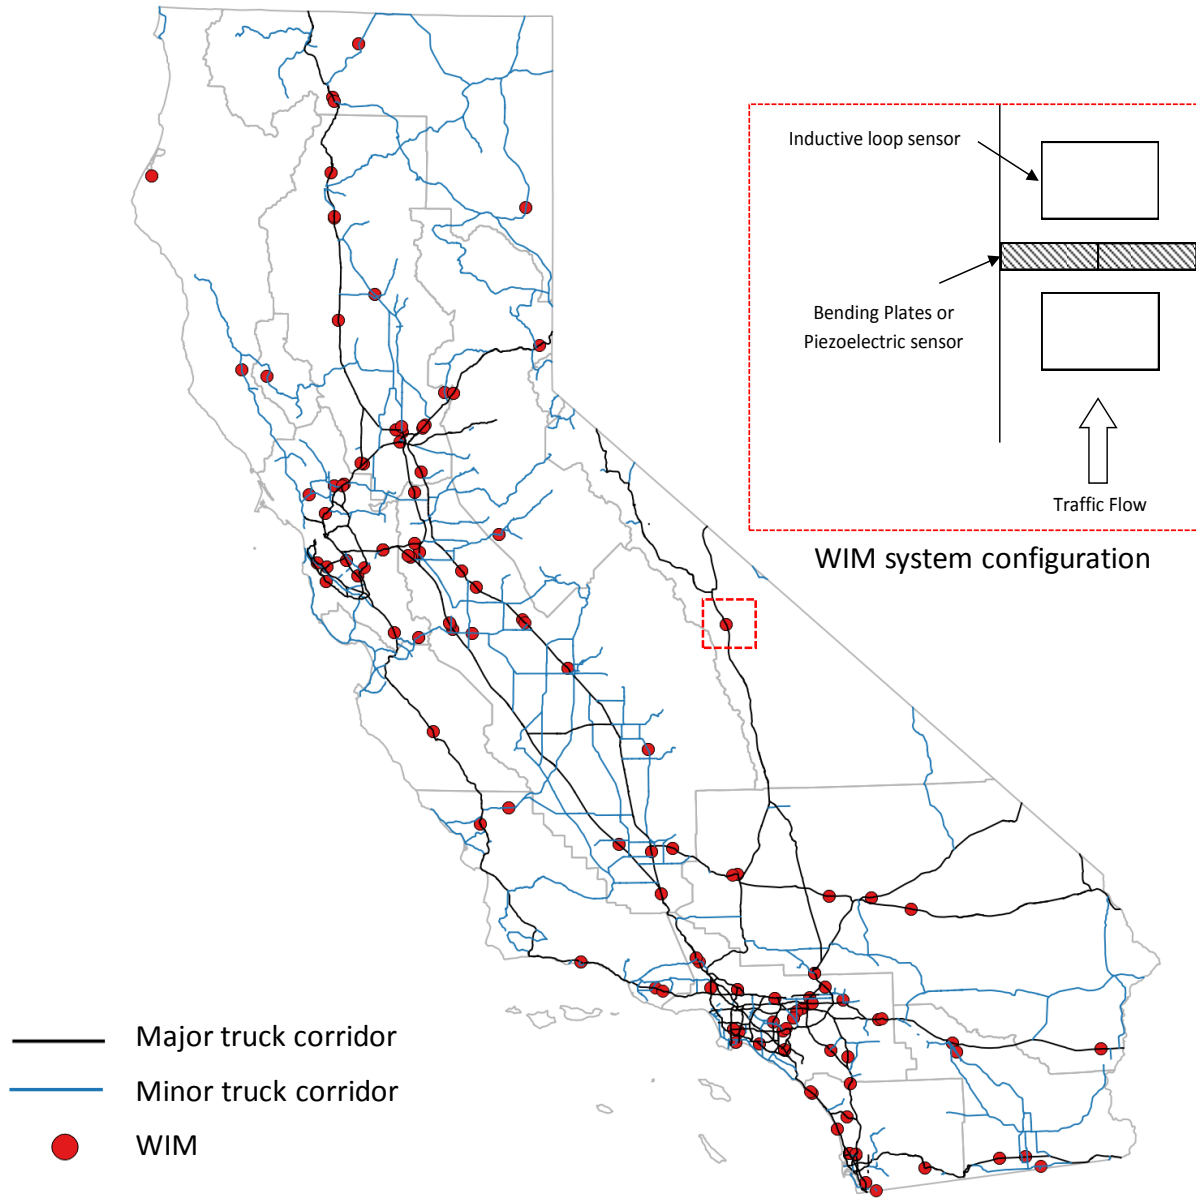 Inductive loop sensor
Bending Plates or
Piezoelectric sensor
Traffic Flow
WIM system configuration
Major truck corridor
Minor truck corridor
WIM